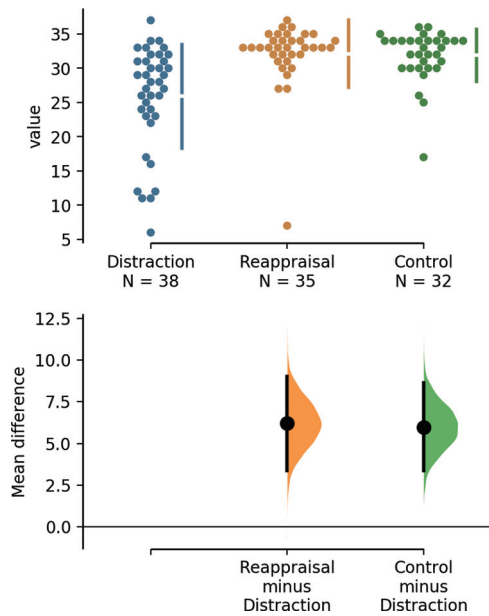 35
30
25
20
15
10
5
value
Distraction
N = 38
Reappraisal
N = 35
Control
N = 32
12.5
10.0
7.5
5.0
2.5
0.0
Mean difference
Reappraisal
minus
Distraction
Control
minus
Distraction